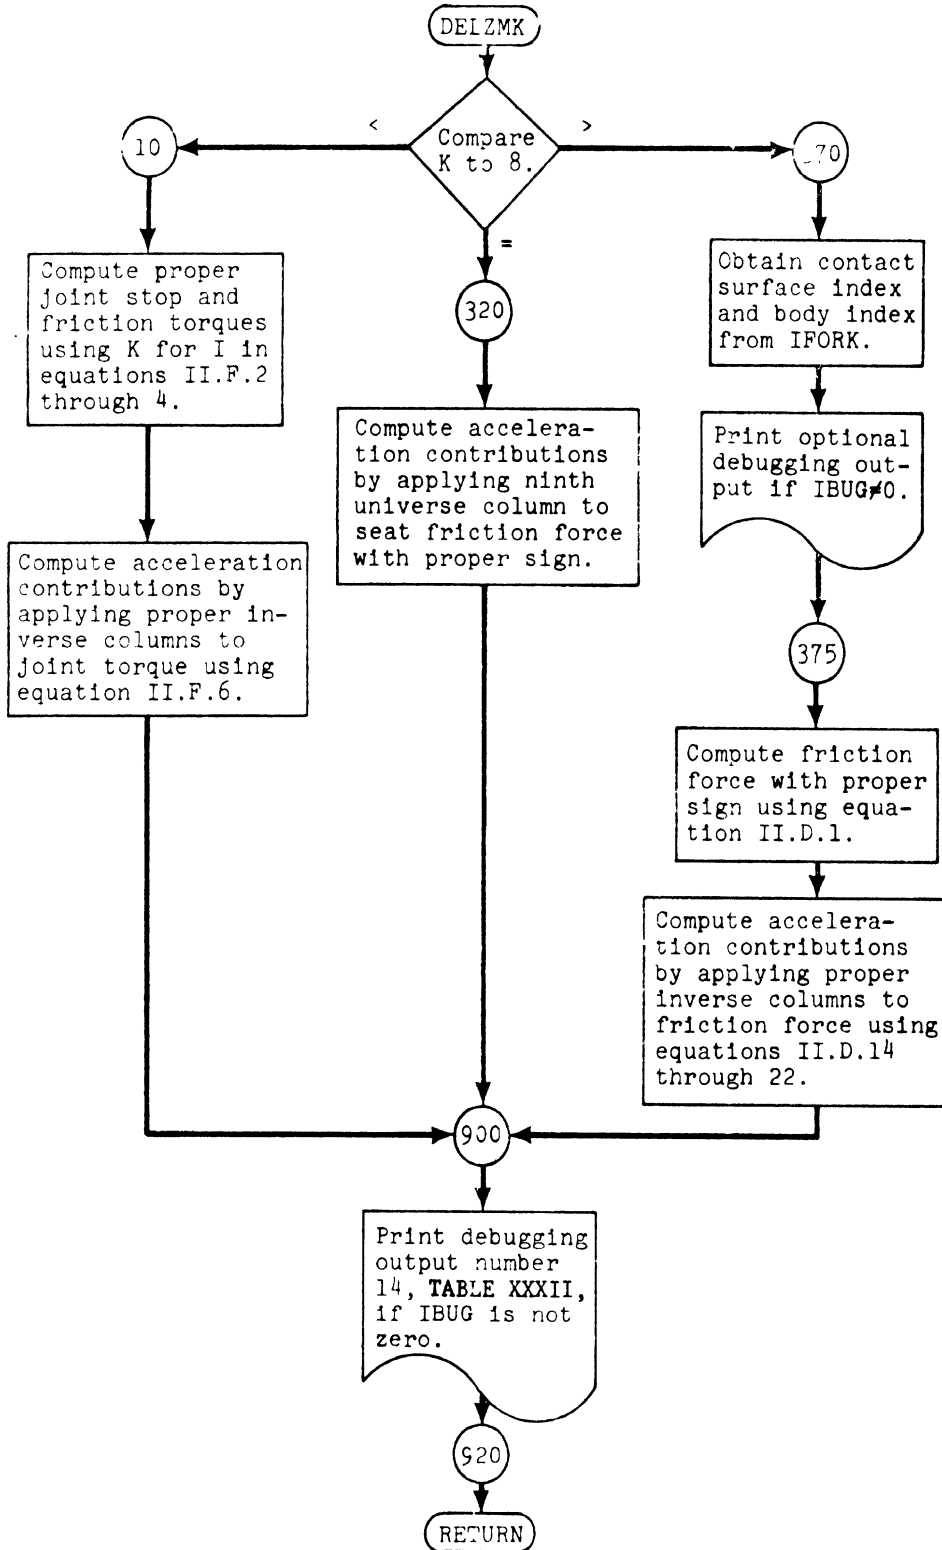 DELZMK
Compare
K to 8.
<
>
=
10
Compute proper
joint stop and
friction torques
using K for I in
equations II.F.2
through 4.
Compute acceleration
contributions by
applying proper in-
verse columns to
joint torque using
equation II.F.6.
320
Compute accelera-
tion contributions
by applying ninth
universe column to
seat friction force
with proper sign.
70
Obtain contact
surface index
and body index
from IFORK.
Print optional
debugging out-
put if IBUG≠0.
375
Compute friction
force with proper
sign using equa-
tion II.D.1.
Compute accelera-
tion contributions
by applying proper
inverse columns to
friction force using
equations II.D.14
through 22.
900
Print debugging
output number
14, TABLE XXXII,
if IBUG is not
zero.
920
RETURN